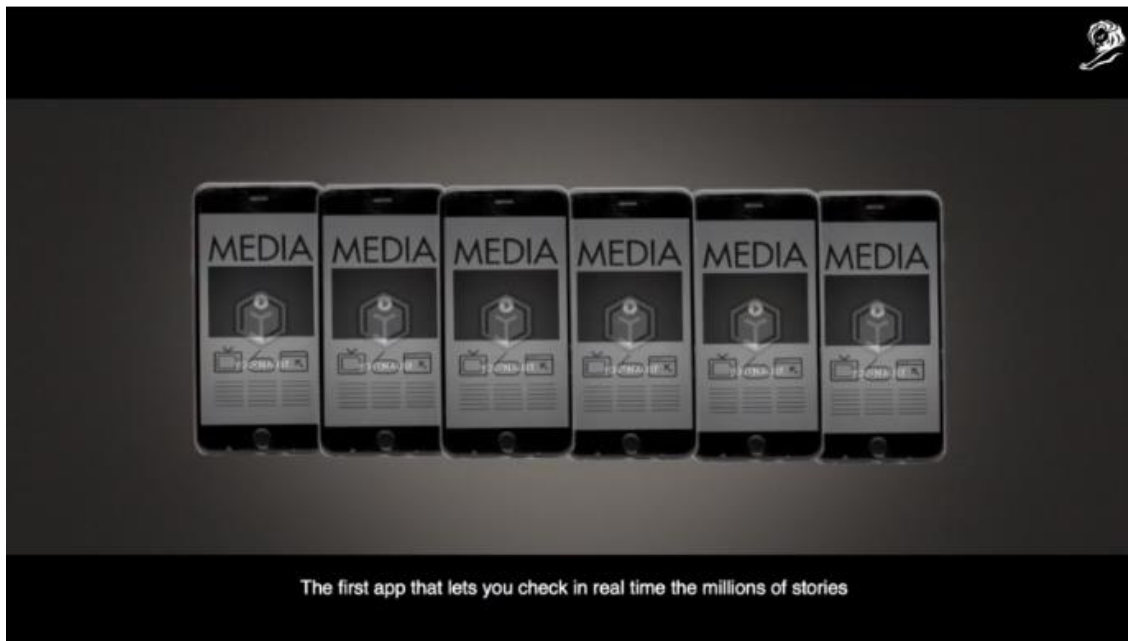 MEDIA MEDIA MEDIA MEDIA MEDIA MEDIA
The first app that lets you check in real time the millions of stories